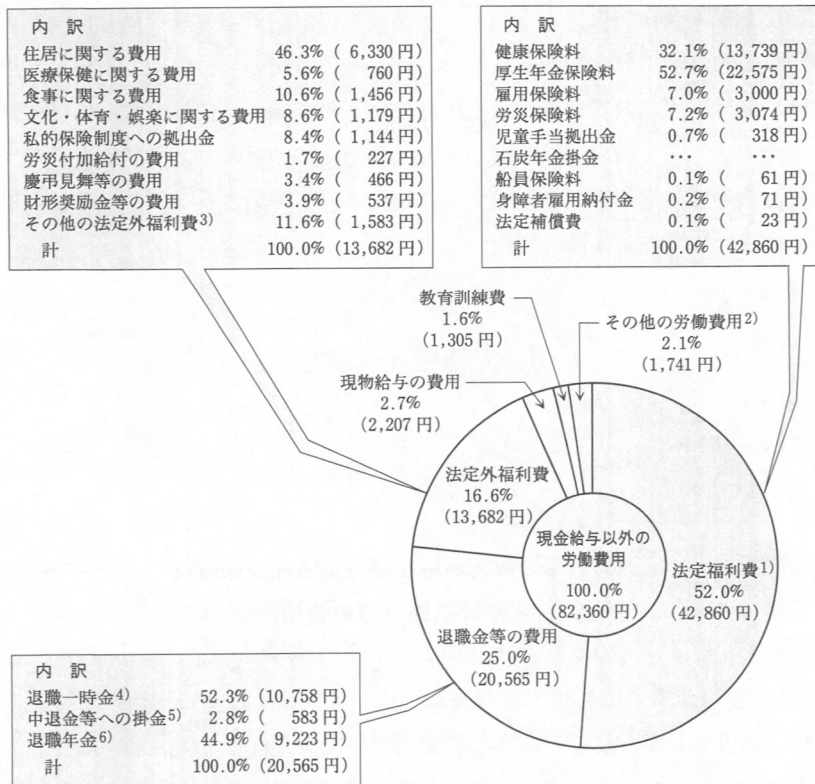 内　訳
住居に関する費用 46.3% ( 6,330円)
医療保健に関する費用 5.6% ( 760円)
食事に関する費用 10.6% ( 1,456円)
文化・体育・娯楽に関する費用 8.6% ( 1,179円)
私的保険制度への拠出金 8.4% ( 1,144円)
労災付加給付の費用 1.7% ( 227円)
慶弔見舞等の費用 3.4% ( 466円)
財形奨励金等の費用 3.9% ( 537円)
その他の法定外福利費3) 11.6% ( 1,583円)
計 100.0% (13,682円)
内　訳
健康保険料 32.1% (13,739円)
厚生年金保険料 52.7% (22,575円)
雇用保険料 7.0% ( 3,000円)
労災保険料 7.2% ( 3,074円)
児童手当拠出金 0.7% ( 318円)
石炭年金掛金 … …
船員保険料 0.1% ( 61円)
身障者雇用納付金 0.2% ( 71円)
法定補償費 0.1% ( 23円)
計 100.0% (42,860円)
教育訓練費
1.6%
(1,305円)
その他の労働費用2)
2.1%
(1,741円)
現物給与の費用
2.7%
(2,207円)
法定外福利費
16.6%
(13,682円)
現金給与以外の
労働費用
100.0%
(82,360円)
法定福利費1)
52.0%
(42,860円)
退職金等の費用
25.0%
(20,565円)
内　訳
退職一時金4) 52.3% (10,758円)
中退金等への掛金5) 2.8% ( 583円)
退職年金6) 44.9% ( 9,223円)
計 100.0% (20,565円)